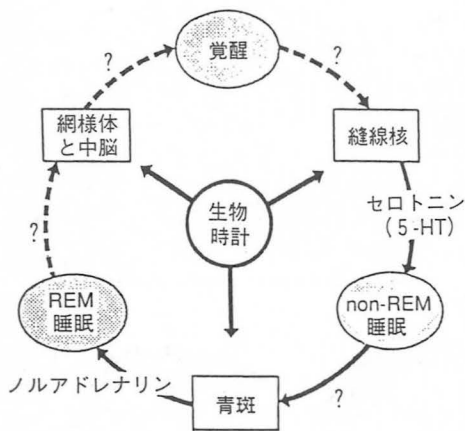 覚醒
?
?
網様体
と中脳
縫線核
生物
時計
セロトニン
(5-HT)
?
REM
睡眠
non-REM
睡眠
ノルアドレナリン
青斑
?